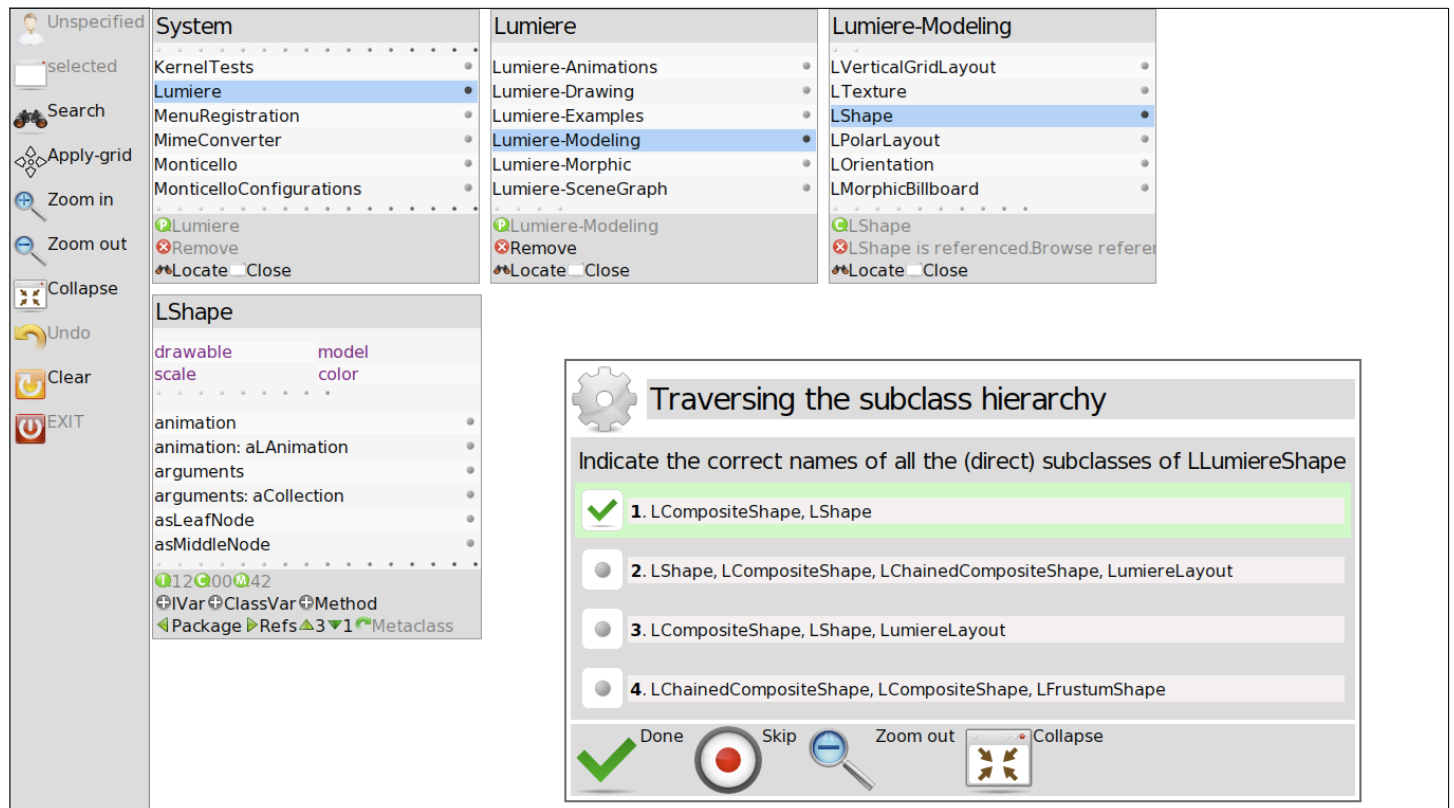 Unspecified
selected
Search
Apply-grid
Zoom in
Zoom out
Collapse
Undo
Clear
EXIT
System
KernelTests
Lumiere
MenuRegistration
MimeConverter
Monticello
MonticelloConfigurations
Lumiere
Remove
Locate Close
Lumiere
Lumiere-Animations
Lumiere-Drawing
Lumiere-Examples
Lumiere-Modeling
Lumiere-Morphic
Lumiere-SceneGraph
Lumiere-Modeling
Remove
Locate Close
Lumiere-Modeling
LVerticalGridLayout
LTexture
LShape
LPolarLayout
LOrientation
LMorphicBillboard
LShape
LShape is referenced.Browse referer
Locate Close
LShape
drawable model
scale color
animation
animation: aLAnimation
arguments
arguments: aCollection
asLeafNode
asMiddleNode
I 12 C 00 M 42
IVar ClassVar Method
Package Refs 3 1 Metaclass
Traversing the subclass hierarchy
Indicate the correct names of all the (direct) subclasses of LLumiereShape
1. LCompositeShape, LShape
2. LShape, LCompositeShape, LChainedCompositeShape, LumiereLayout
3. LCompositeShape, LShape, LumiereLayout
4. LChainedCompositeShape, LCompositeShape, LFrustumShape
Done Skip Zoom out Collapse